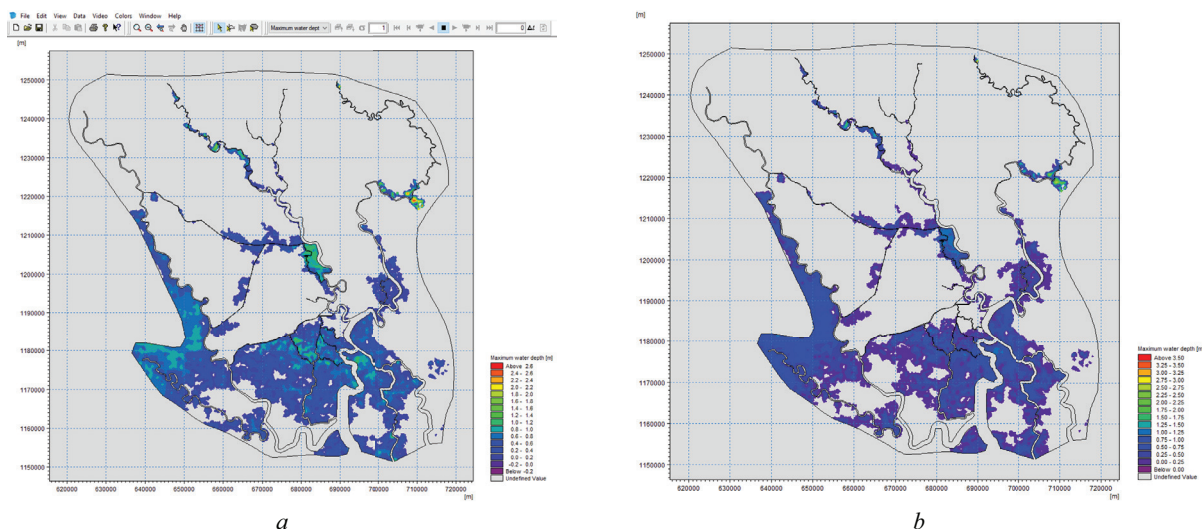 File Edit View Data Video Colors Window Help
Maximum water dept
1
0
Δt
[m]
1250000
1240000
1230000
1220000
1210000
1200000
1190000
1180000
1170000
1160000
1150000
620000 630000 640000 650000 660000 670000 680000 690000 700000 710000 720000
[m]
Maximum water depth [m]
Above 2.6
2.4 - 2.6
2.2 - 2.4
2.0 - 2.2
1.8 - 2.0
1.6 - 1.8
1.4 - 1.6
1.2 - 1.4
1.0 - 1.2
0.8 - 1.0
0.6 - 0.8
0.4 - 0.6
0.2 - 0.4
0.0 - 0.2
-0.2 - 0.0
Below -0.2
Undefined Value
a
[m]
1250000
1240000
1230000
1220000
1210000
1200000
1190000
1180000
1170000
1160000
1150000
620000 630000 640000 650000 660000 670000 680000 690000 700000 710000 720000
[m]
Maximum water depth [m]
Above 3.50
3.25 - 3.50
3.00 - 3.25
2.75 - 3.00
2.50 - 2.75
2.25 - 2.50
2.00 - 2.25
1.75 - 2.00
1.50 - 1.75
1.25 - 1.50
1.00 - 1.25
0.75 - 1.00
0.50 - 0.75
0.25 - 0.50
0.00 - 0.25
Below 0.00
Undefined Value
b